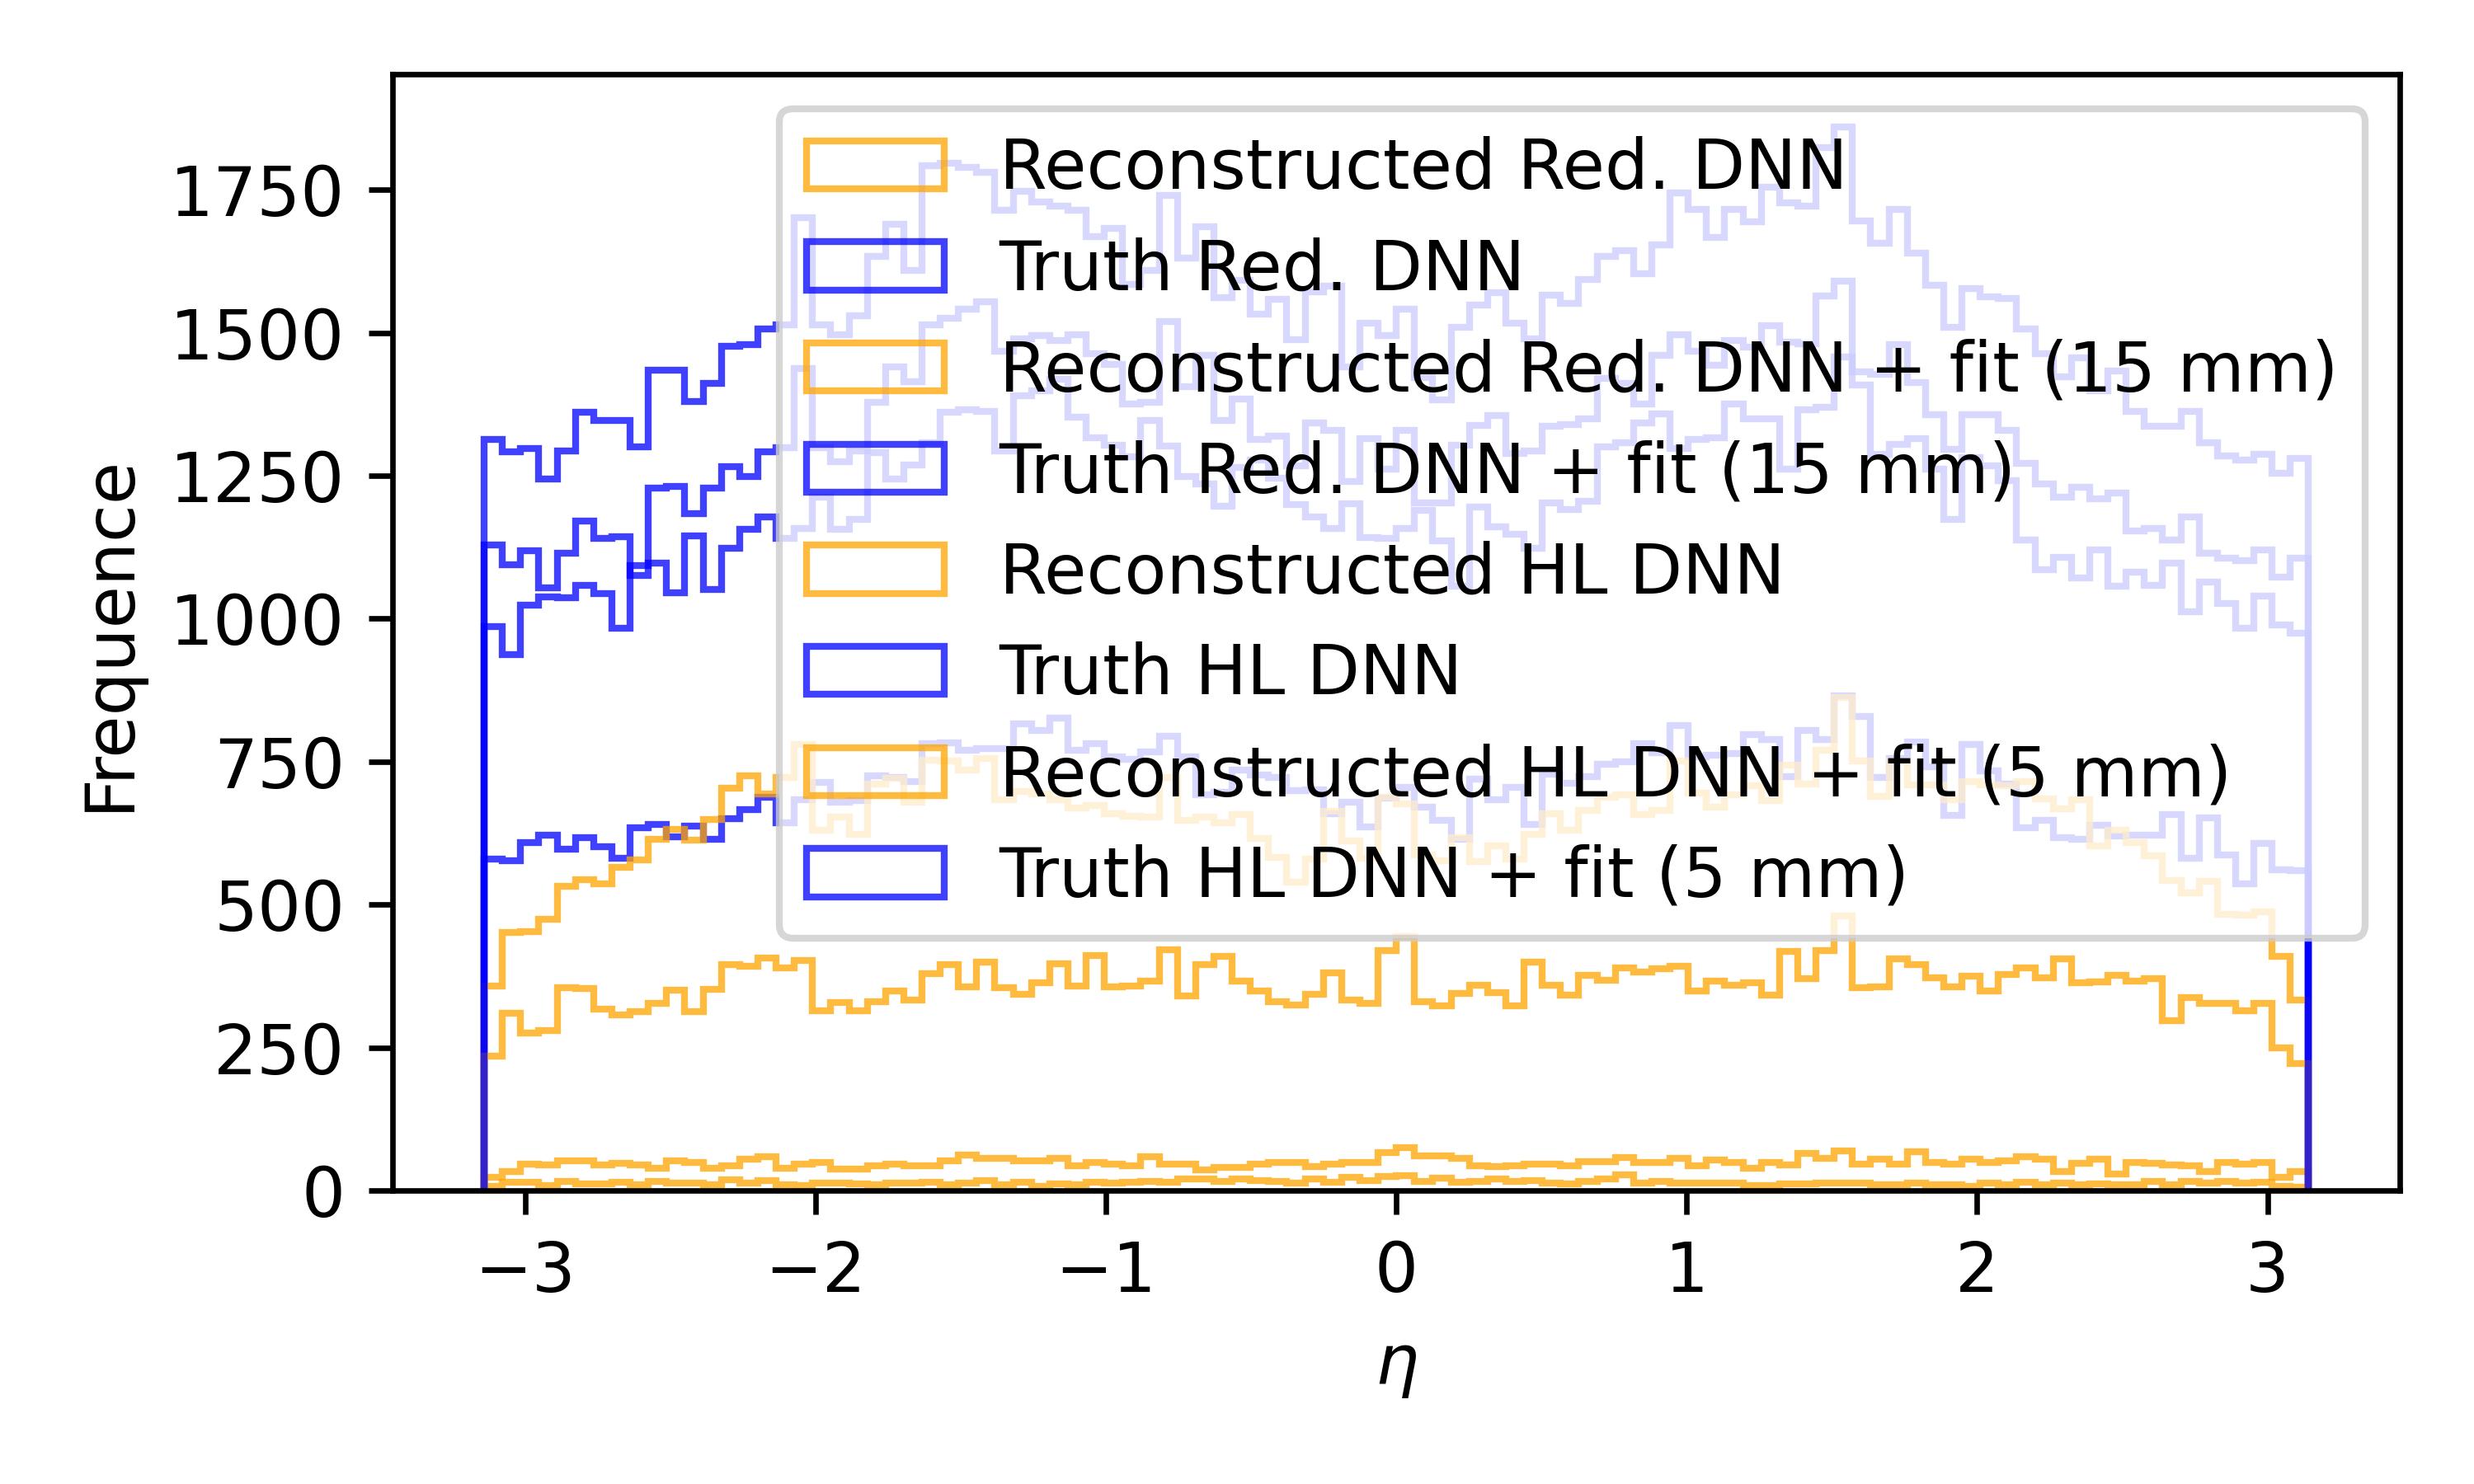 Reconstructed Red. DNN
Truth Red. DNN
Reconstructed Red. DNN + fit (15 mm)
Truth Red. DNN + fit (15 mm)
Reconstructed HL DNN
Truth HL DNN
Reconstructed HL DNN + fit (5 mm)
Truth HL DNN + fit (5 mm)
Frequence
1750
1500
1250
1000
750
500
250
0
−3 −2 −1 0 1 2 3
η